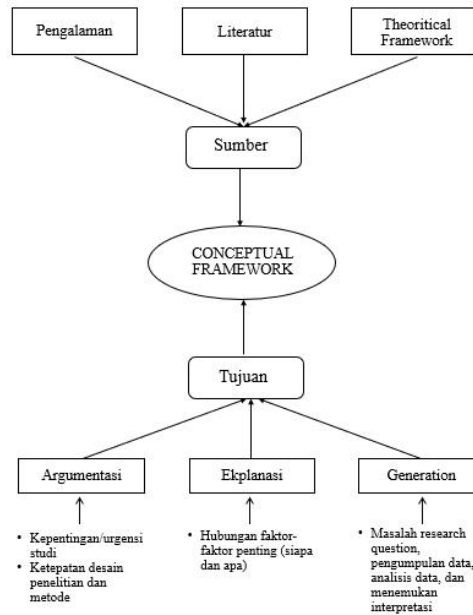 Pengalaman
Literatur
Theoritical
Framework
Sumber
CONCEPTUAL
FRAMEWORK
Tujuan
Argumentasi
Ekplanasi
Generation
• Kepentingan/urgensi
studi
• Ketepatan desain
penelitian dan
metode
• Hubungan faktor-
faktor penting (siapa
dan apa)
• Masalah research
question,
pengumpulan data,
analisis data, dan
menemukan
interpretasi